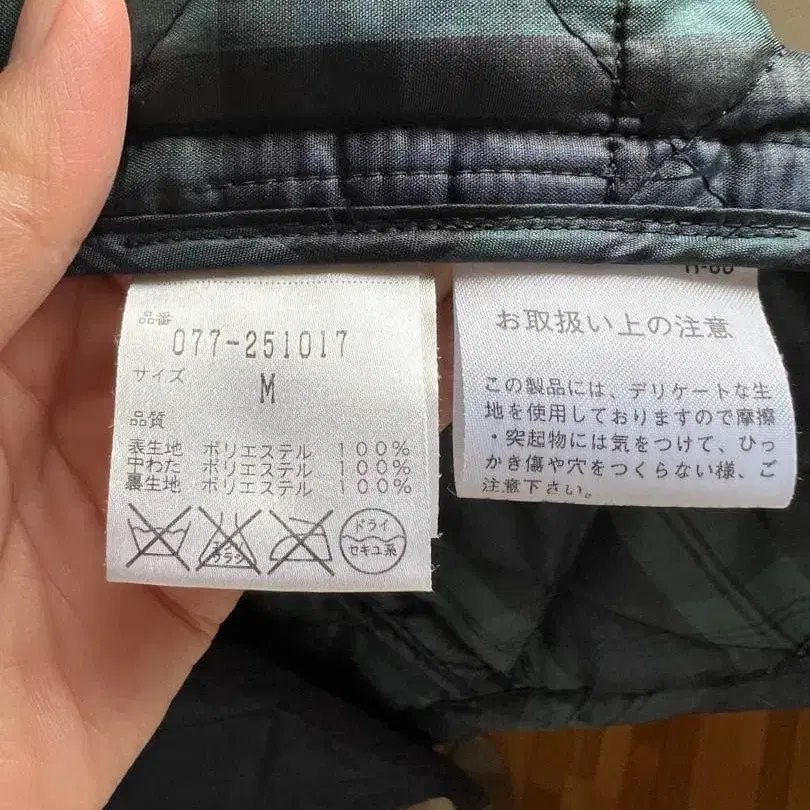 品番
077-251017
サイズ
M
品質
表生地 ポリエステル 100%
中わた ポリエステル 100%
裏生地 ポリエステル 100%
ドライ
セキユ系
お取扱い上の注意
この製品には、デリケートな生
地を使用しておりますので摩擦
・突起物には気をつけて、ひっ
かき傷や穴をつくらない様、ご
注意下さい。